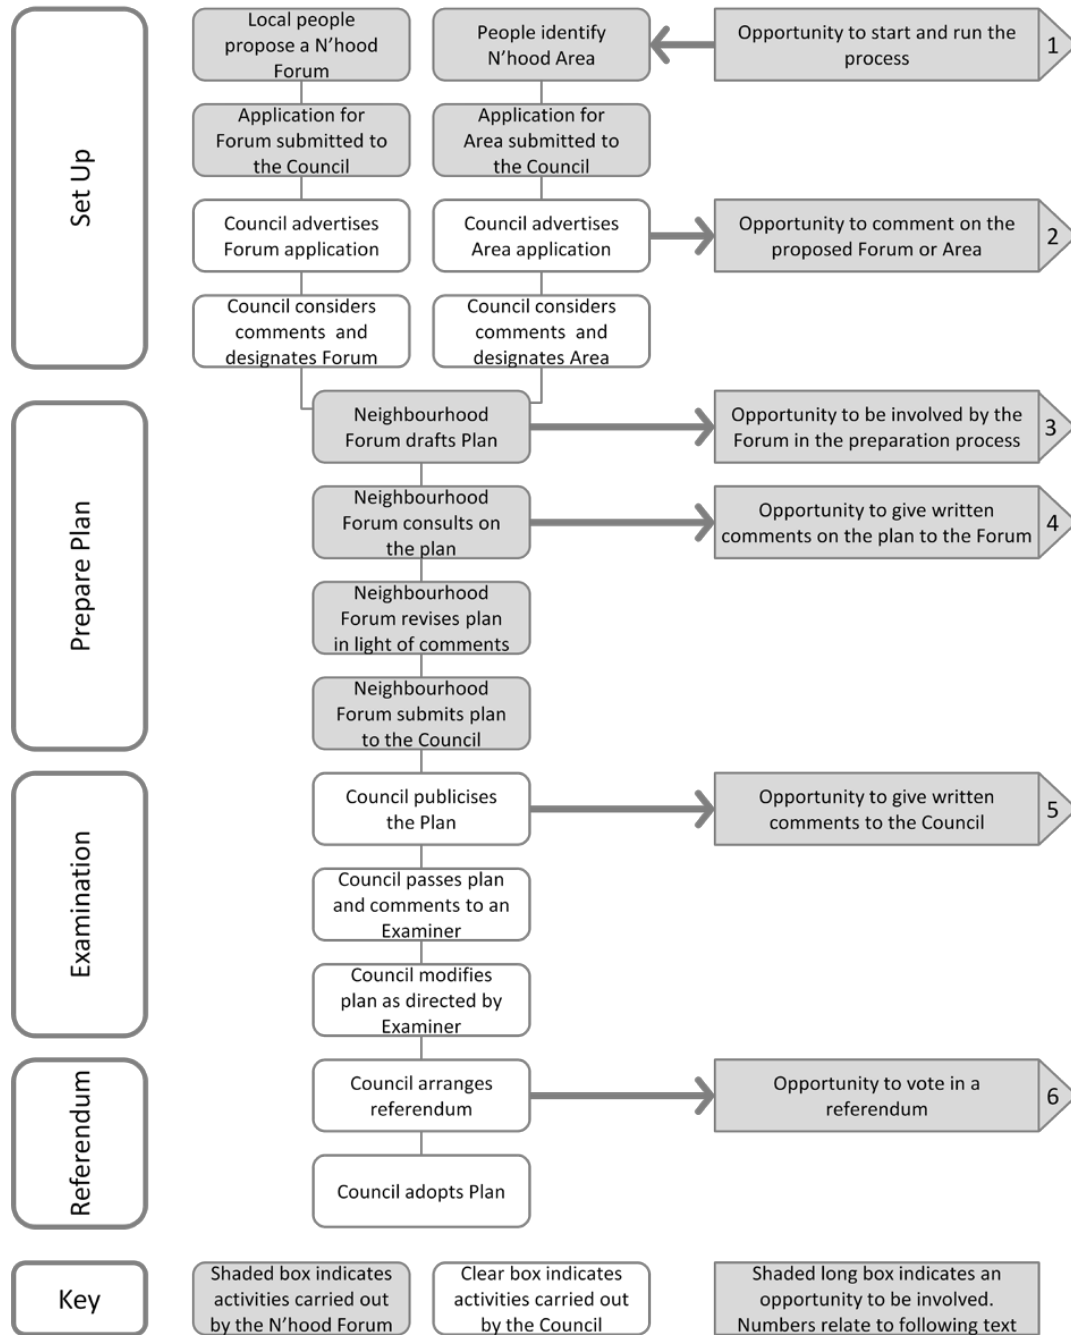 Set Up
Local people
propose a N'hood
Forum
People identify
N'hood Area
Opportunity to start and run the
process
1
Application for
Forum submitted to
the Council
Application for
Area submitted to
the Council
Council advertises
Forum application
Council advertises
Area application
Opportunity to comment on the
proposed Forum or Area
2
Council considers
comments and
designates Forum
Council considers
comments and
designates Area
Prepare Plan
Neighbourhood
Forum drafts Plan
Opportunity to be involved by the
Forum in the preparation process
3
Neighbourhood
Forum consults on
the plan
Opportunity to give written
comments on the plan to the Forum
4
Neighbourhood
Forum revises plan
in light of comments
Neighbourhood
Forum submits plan
to the Council
Examination
Council publicises
the Plan
Opportunity to give written
comments to the Council
5
Council passes plan
and comments to an
Examiner
Council modifies
plan as directed by
Examiner
Referendum
Council arranges
referendum
Opportunity to vote in a
referendum
6
Council adopts Plan
Key
Shaded box indicates
activities carried out
by the N'hood Forum
Clear box indicates
activities carried out
by the Council
Shaded long box indicates an
opportunity to be involved.
Numbers relate to following text